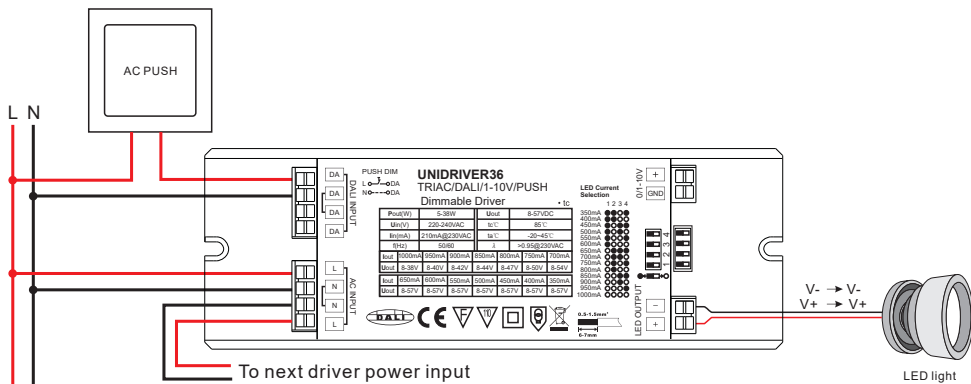 AC PUSH
L N
DA
DA
DA
DA
DALI INPUT
PUSH DIM
L DA
N DA
UNIDRIVER36
TRIAC/DALI/1-10V/PUSH
Dimmable Driver
• tc
Pout(W) 5-38W Uout 8-57VDC
Uin(V) 220-240VAC tc℃ 85℃
Iin(mA) 210mA@230VAC ta℃ -20~45℃
f(Hz) 50/60 λ >0.95@230VAC
Iout 1000mA 950mA 900mA 850mA 800mA 750mA 700mA
Uout 8-38V 8-40V 8-42V 8-44V 8-47V 8-50V 8-54V
Iout 650mA 600mA 550mA 500mA 450mA 400mA 350mA
Uout 8-57V 8-57V 8-57V 8-57V 8-57V 8-57V 8-57V
LED Current
Selection
1 2 3 4
350mA
400mA
450mA
500mA
550mA
600mA
650mA
700mA
750mA
800mA
850mA
900mA
950mA
1000mA
0/1-10V
+
GND
1 2 3 4
L
N
N
L
AC INPUT
DALI
CE
F
110
0.5-1.5mm²
6-7mm
LED OUTPUT
−
+
V- → V-
V+ → V+
LED light
To next driver power input